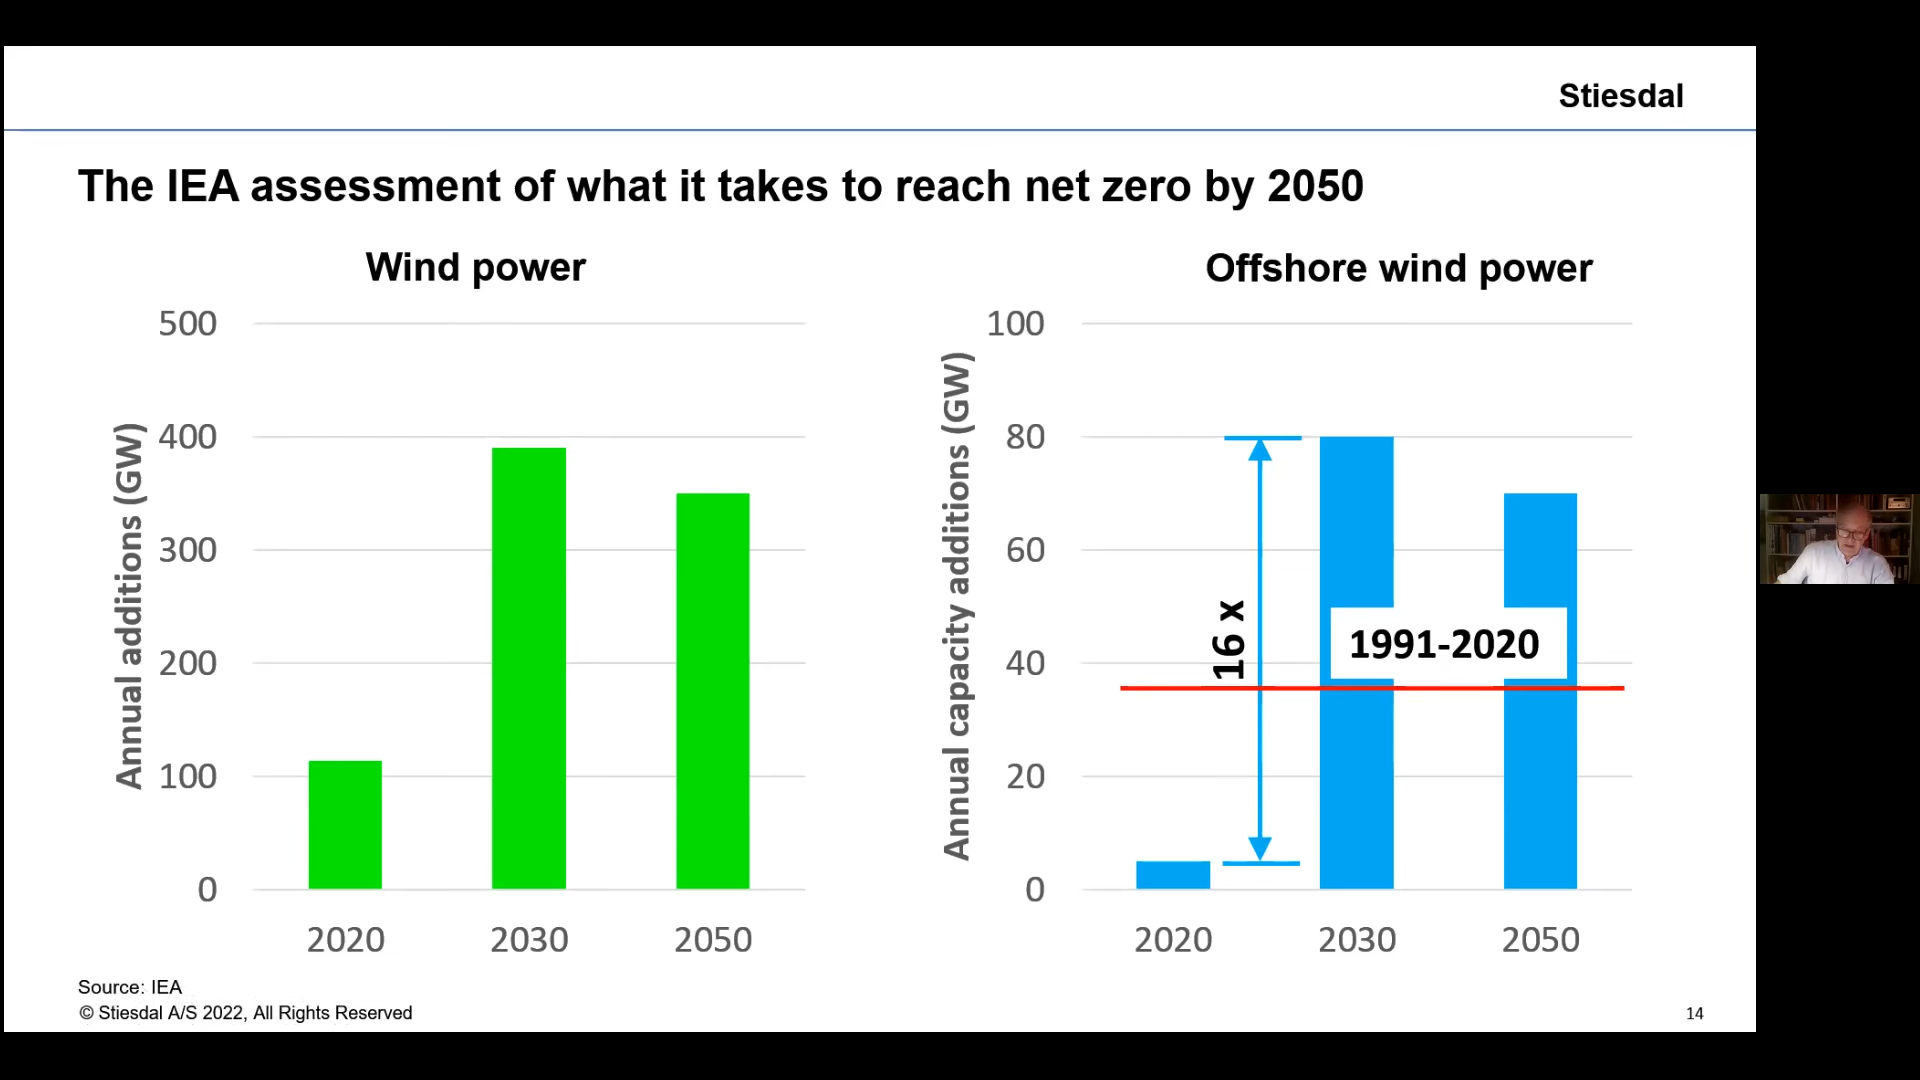 Stiesdal
The IEA assessment of what it takes to reach net zero by 2050
Wind power
Annual additions (GW)
500
400
300
200
100
0
2020 2030 2050
Offshore wind power
Annual capacity additions (GW)
100
80
60
40
20
0
16 x
1991-2020
2020 2030 2050
Source: IEA
© Stiesdal A/S 2022, All Rights Reserved
14